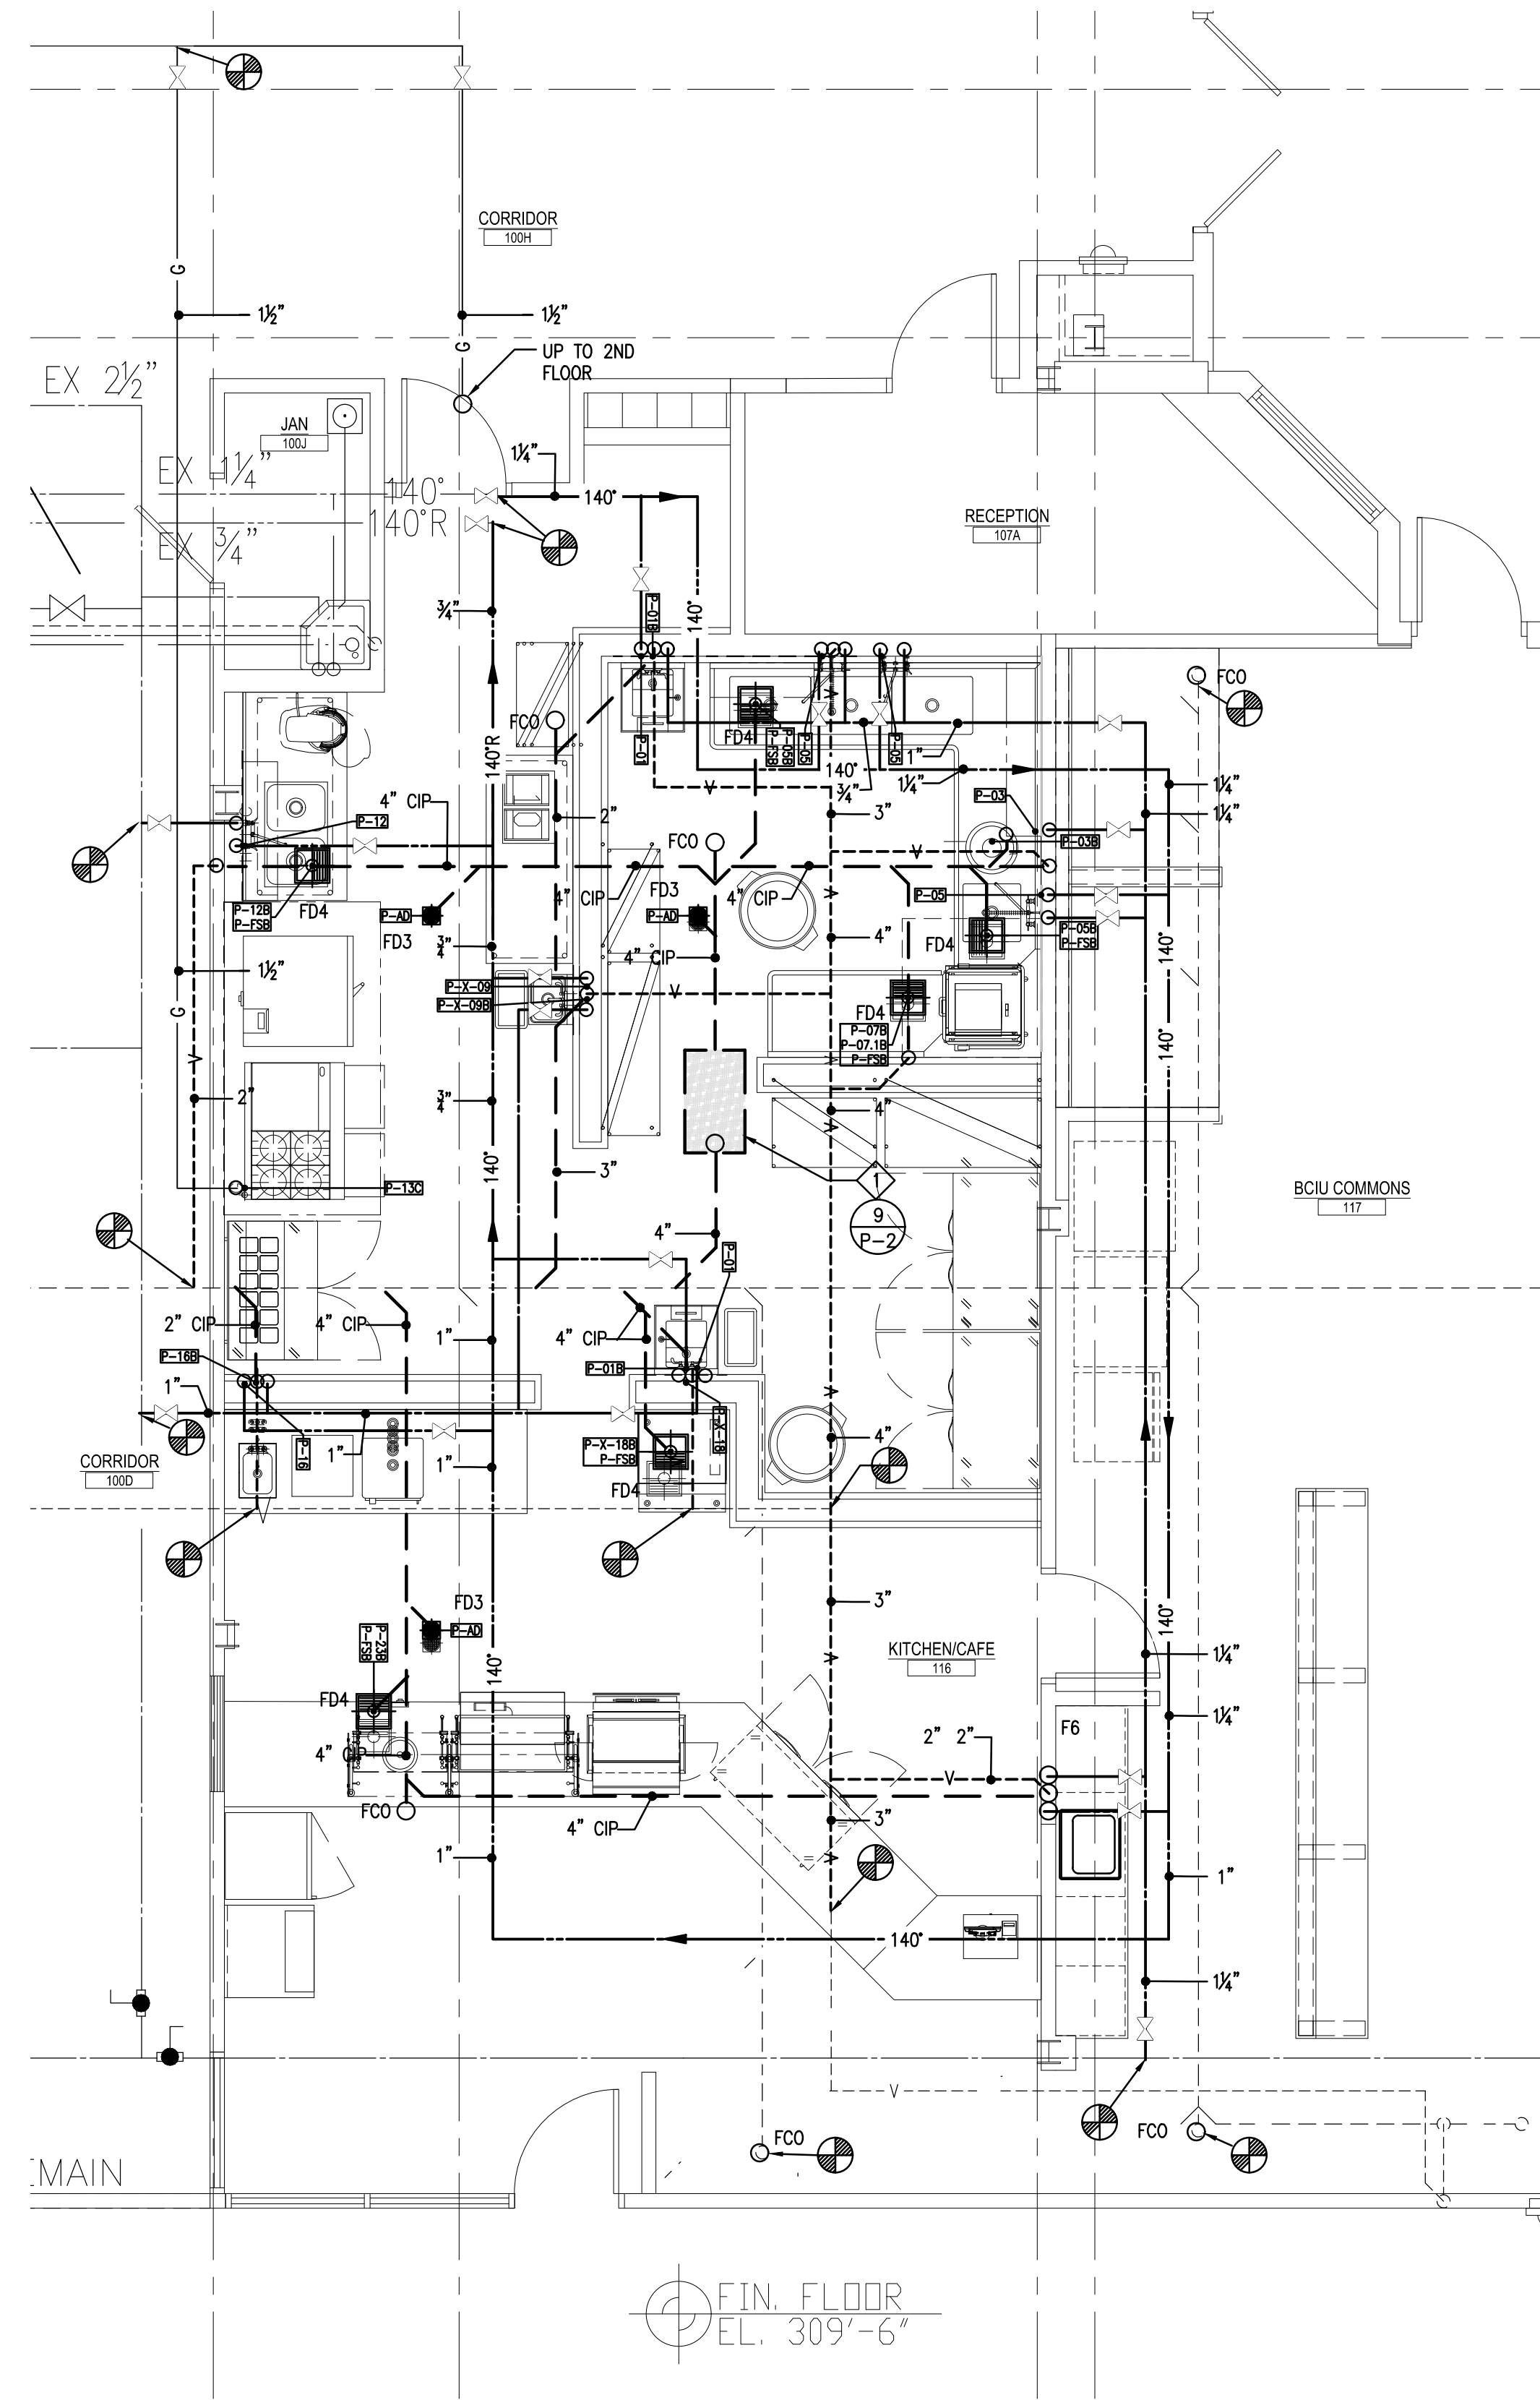 CORRIDOR
100H
G
G
1½"
1½"
UP TO 2ND
FLOOR
EX 2½"
JAN
100J
EX 1¼"
140°
140°R
EX ¾"
1¼"
140°
RECEPTION
107A
¾"
140°
P-01B
FCO
FCO
FD4
P-01
P-05B
P-FSB
P-05
P-05
1"
140°R
140°
¾"
1¼"
1¼"
1¼"
4" CIP
P-12
2"
3"
P-03
P-03B
FCO
V
V
4" CIP
FD3
4" CIP
P-05
P-12B
P-FSB
FD4
P-AD
FD3
P-AD
4"
FD4
P-05B
P-FSB
¾"
4" CIP
140°
1½"
P-X-09
P-X-09B
V
G
FD4
P-07B
P-07.1B
P-FSB
140°
V
2"
¾"
4"
140°
3"
P-13C
1
9
P-2
BCIU COMMONS
117
4"
P-01
2" CIP
4" CIP
1"
4" CIP
P-16B
P-01B
1"
P-16
1"
1"
P-X-18
P-X-18B
P-FSB
FD4
4"
CORRIDOR
100D
3"
FD3
P-AD
P-23B
P-FSB
140°
140°
KITCHEN/CAFE
116
1¼"
FD4
1¼"
F6
4" CIP
2" 2"
V
FCO
4" CIP
3"
1"
1"
140°
1¼"
V
FCO
FCO
MAIN
FIN. FLOOR
EL. 309'-6"